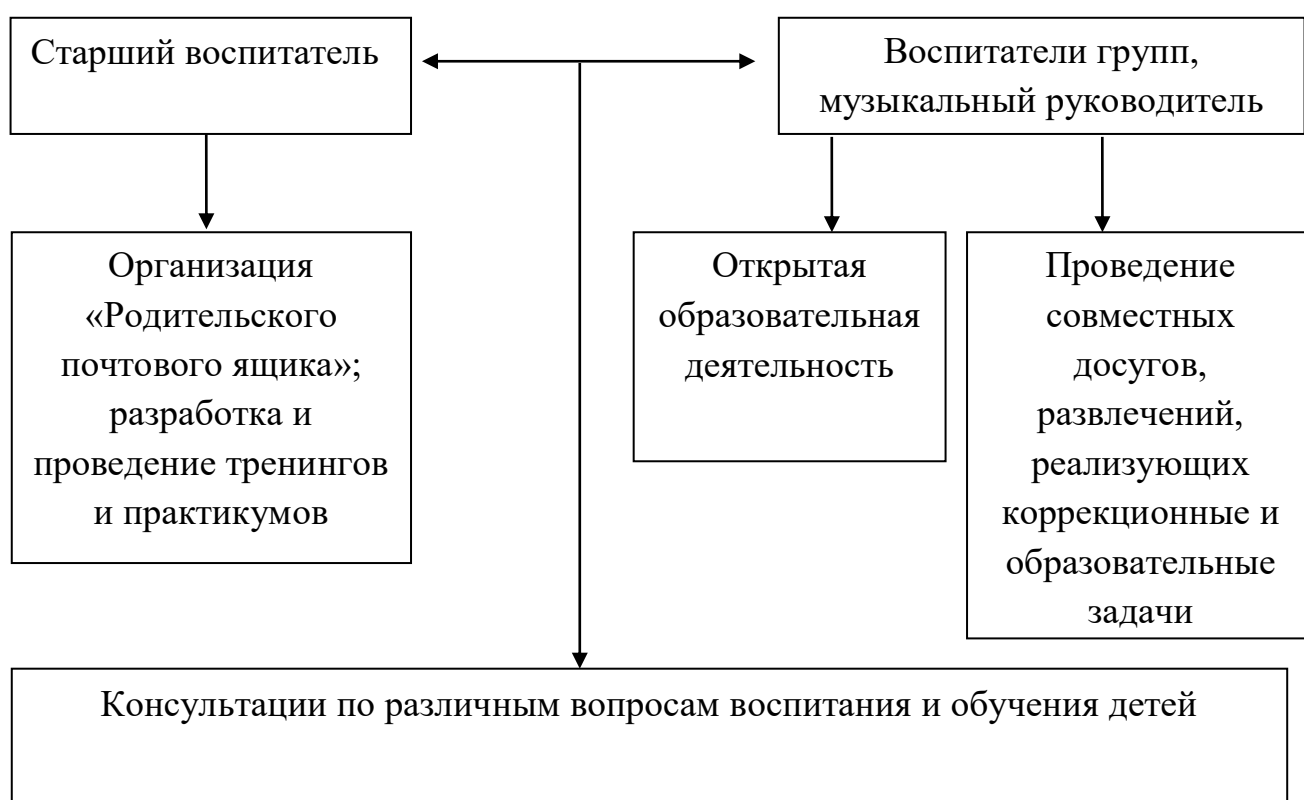 Старший воспитатель
Воспитатели групп,
музыкальный руководитель
Организация
«Родительского
почтового ящика»;
разработка и
проведение тренингов
и практикумов
Открытая
образовательная
деятельность
Проведение
совместных
досугов,
развлечений,
реализующих
коррекционные и
образовательные
задачи
Консультации по различным вопросам воспитания и обучения детей